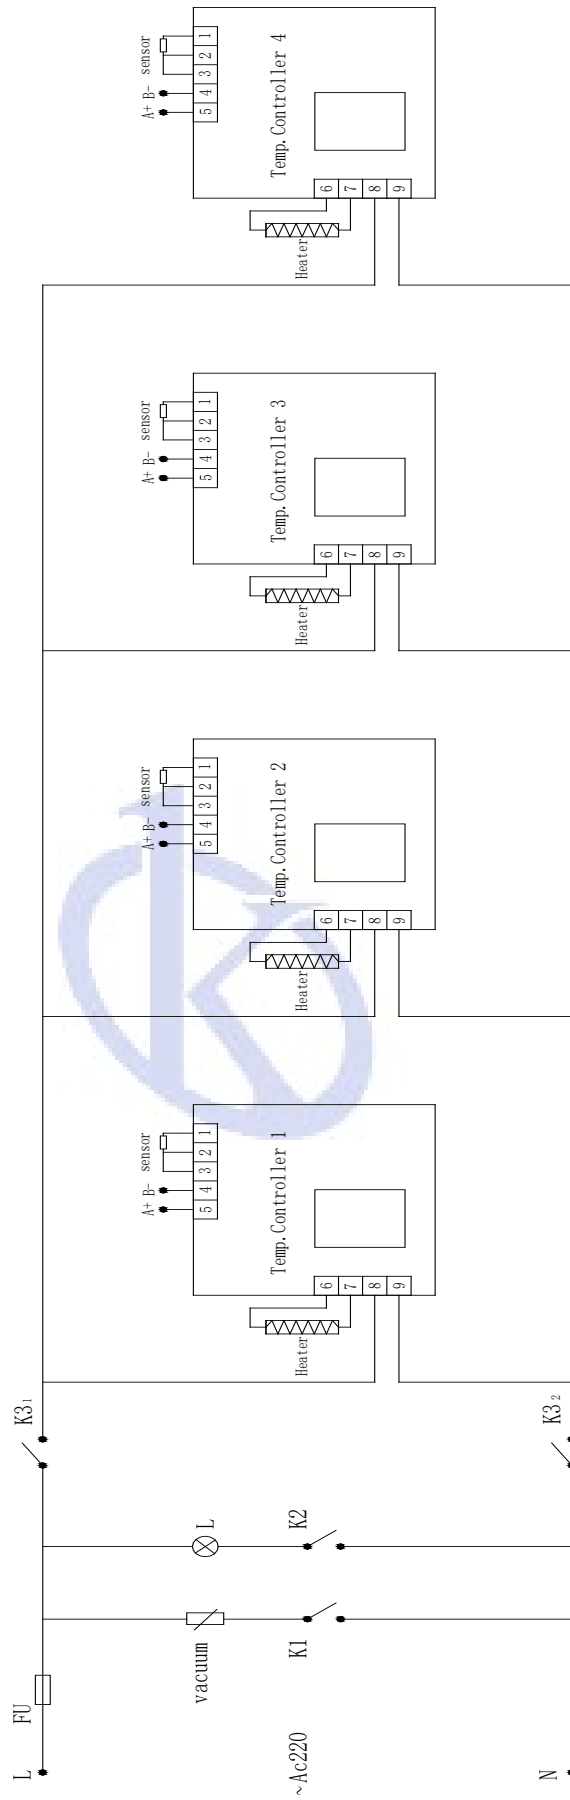 L
FU
~Ac220
N
vacuum
K1
L
K2
K3₁
K3₂
Temp.Controller 1
A+ B- sensor
5 4 3 2 1
Heater
6 7 8 9
Temp.Controller 2
A+ B- sensor
5 4 3 2 1
Heater
6 7 8 9
Temp.Controller 3
A+ B- sensor
5 4 3 2 1
Heater
6 7 8 9
Temp.Controller 4
A+ B- sensor
5 4 3 2 1
Heater
6 7 8 9